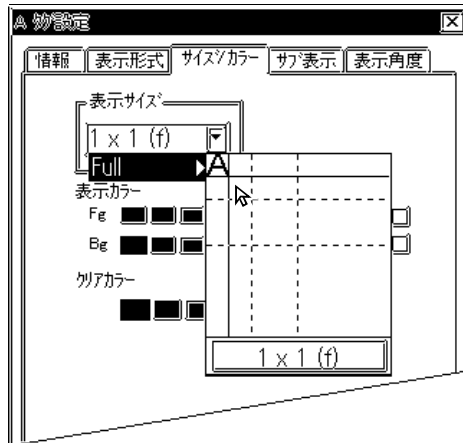 A ﾀｸﾞ設定
情報 表示形式 ｻｲｽﾞ/ｶﾗｰ ｻﾌﾞ表示 表示角度
表示ｻｲｽﾞ
1 x 1 (f)
Full A
表示ｶﾗｰ
Fg
Bg
ｸﾘｱｶﾗｰ
1 x 1 (f)